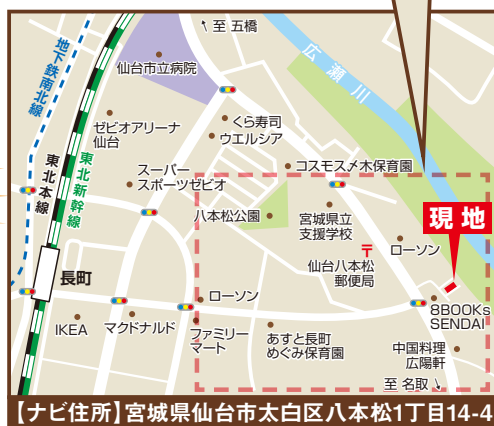 ↖ 至 五橋
地下鉄南北線
仙台市立病院
広瀬川
ゼビオアリーナ
仙台
くら寿司
ウエルシア
東北本線
東北新幹線
スーパー
スポーツゼビオ
コスモス〆木保育園
八本松公園
宮城県立
支援学校
現地
〒
仙台八本松
郵便局
ローソン
長町
ローソン
8BOOKs
SENDAI
IKEA
マクドナルド
ファミリー
マート
あすと長町
めぐみ保育園
中国料理
広陽軒
至 名取 ↘
【ナビ住所】宮城県仙台市太白区八本松1丁目14-4